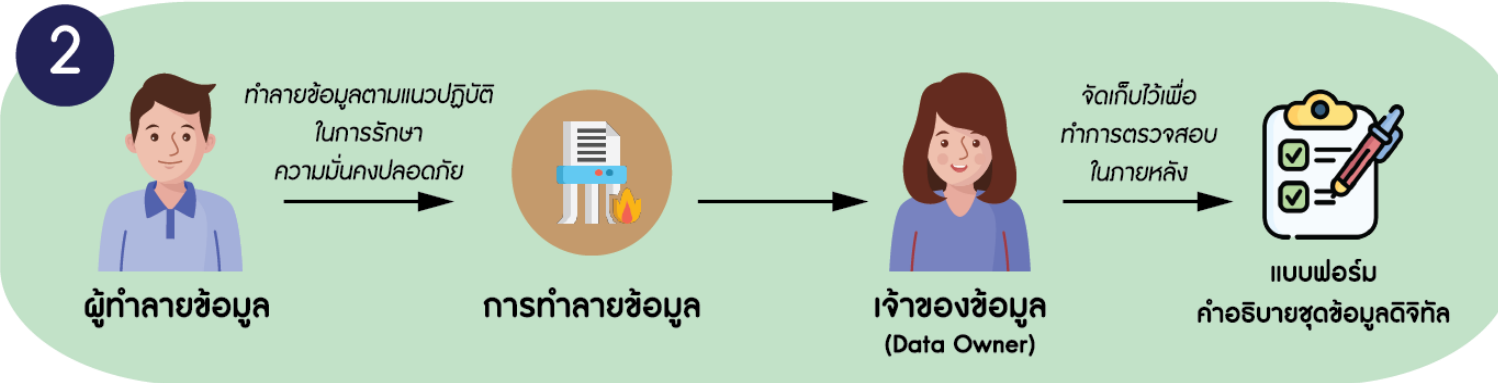 2
ทำลายข้อมูลตามแนวปฏิบัติ
ในการรักษา
ความมั่นคงปลอดภัย
จัดเก็บไว้เพื่อ
ทำการตรวจสอบ
ในภายหลัง
ผู้ทำลายข้อมูล
การทำลายข้อมูล
เจ้าของข้อมูล
(Data Owner)
แบบฟอร์ม
คำอธิบายชุดข้อมูลดิจิทัล